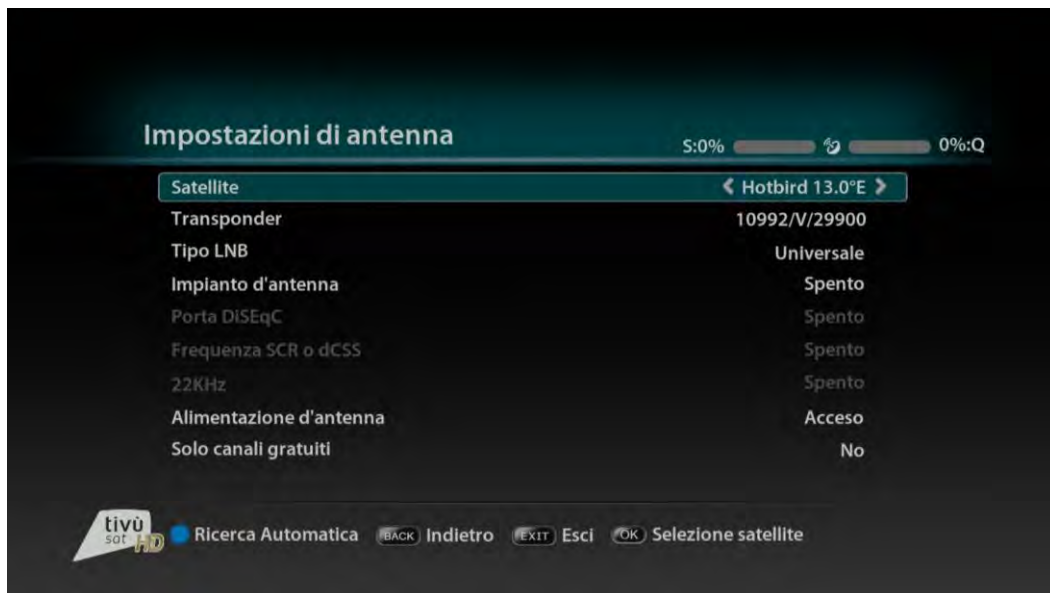 Impostazioni di antenna
S:0% 0%:Q
Satellite Hotbird 13.0°E
Transponder 10992/V/29900
Tipo LNB Universale
Impianto d'antenna Spento
Porta DiSEqC Spento
Frequenza SCR o dCSS Spento
22KHz Spento
Alimentazione d'antenna Acceso
Solo canali gratuiti No
tivù
sat HD
Ricerca Automatica BACK Indietro EXIT Esci OK Selezione satellite